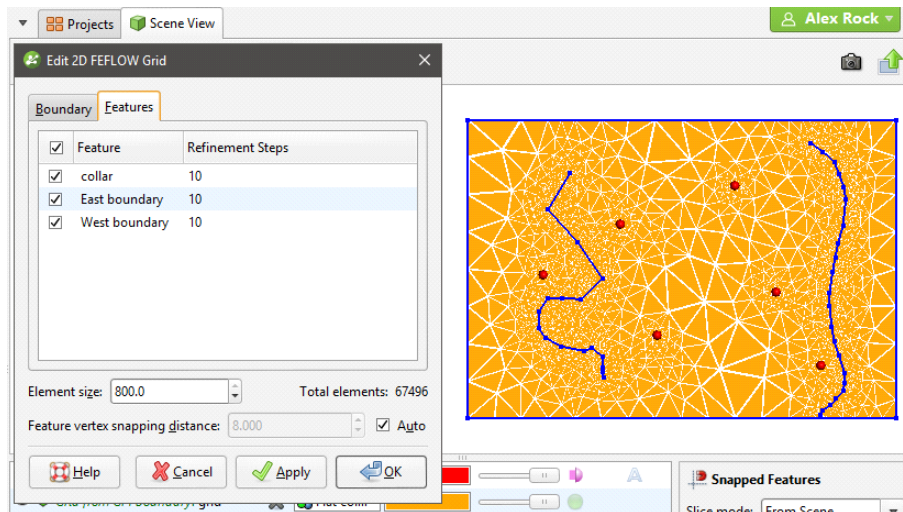 Projects Scene View Alex Rock
Edit 2D FEFLOW Grid
Boundary Features
Feature Refinement Steps
collar 10
East boundary 10
West boundary 10
Element size: 800.0 Total elements: 67496
Feature vertex snapping distance: 8.000 Auto
Help Cancel Apply OK
Snapped Features
Slice mode: From Scene